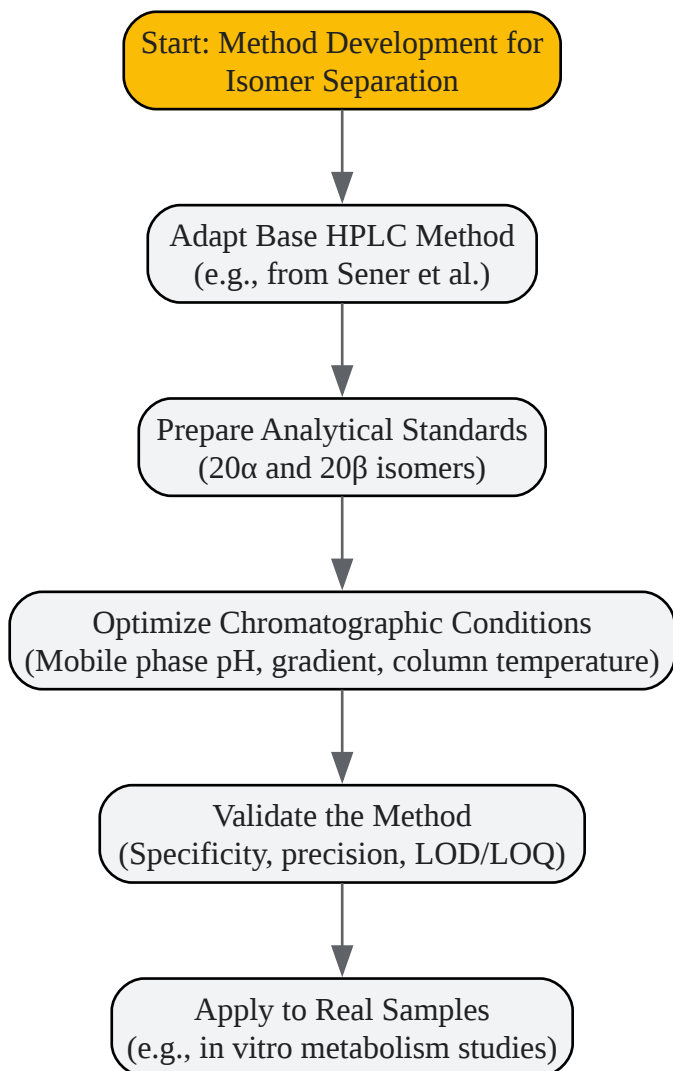 Start: Method Development for
Isomer Separation
Adapt Base HPLC Method
(e.g., from Sener et al.)
Prepare Analytical Standards
(20α and 20β isomers)
Optimize Chromatographic Conditions
(Mobile phase pH, gradient, column temperature)
Validate the Method
(Specificity, precision, LOD/LOQ)
Apply to Real Samples
(e.g., in vitro metabolism studies)